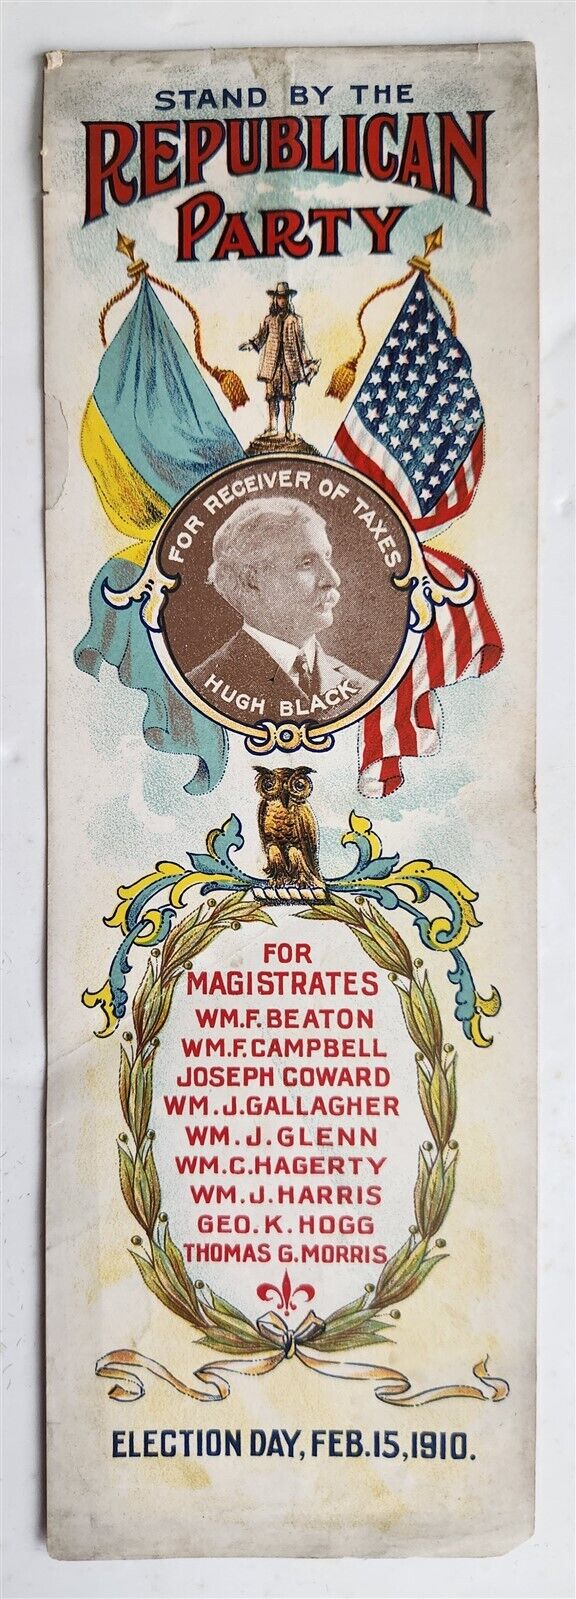 STAND BY THE
REPUBLICAN
PARTY
FOR RECEIVER OF TAXES
HUGH BLACK
FOR
MAGISTRATES
WM.F.BEATON
WM.F.CAMPBELL
JOSEPH COWARD
WM.J.GALLAGHER
WM.J.GLENN
WM.C.HAGERTY
WM.J.HARRIS
GEO.K.HOGG
THOMAS G.MORRIS
ELECTION DAY, FEB.15,1910.